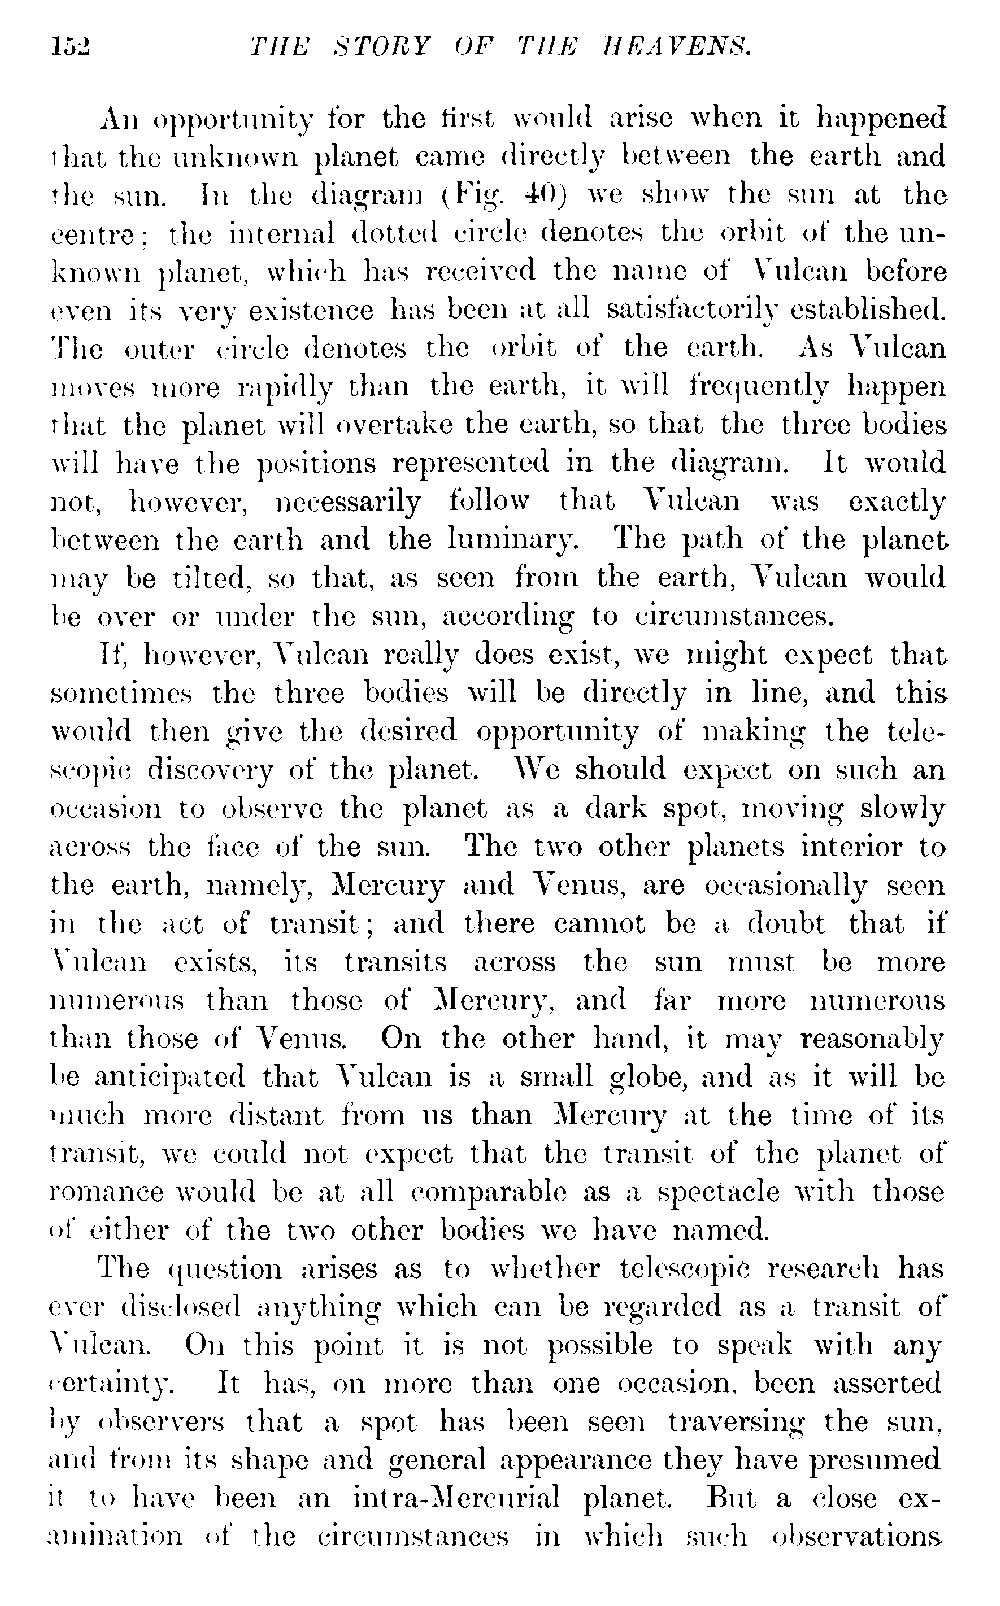 152 THE STORY OF THE HEAVENS.
An opportunity for the first would arise when it happened
that the unknown planet came directly between the earth and
the sun. In the diagram (Fig. 40) we show the sun at the
centre; the internal dotted circle denotes the orbit of the un-
known planet, which has received the name of Vulcan before
even its very existence has been at all satisfactorily established.
The outer circle denotes the orbit of the earth. As Vulcan
moves more rapidly than the earth, it will frequently happen
that the planet will overtake the earth, so that the three bodies
will have the positions represented in the diagram. It would
not, however, necessarily follow that Vulcan was exactly
between the earth and the luminary. The path of the planet
may be tilted, so that, as seen from the earth, Vulcan would
be over or under the sun, according to circumstances.
If, however, Vulcan really does exist, we might expect that
sometimes the three bodies will be directly in line, and this
would then give the desired opportunity of making the tele-
scopic discovery of the planet. We should expect on such an
occasion to observe the planet as a dark spot, moving slowly
across the face of the sun. The two other planets interior to
the earth, namely, Mercury and Venus, are occasionally seen
in the act of transit; and there cannot be a doubt that if
Vulcan exists, its transits across the sun must be more
numerous than those of Mercury, and far more numerous
than those of Venus. On the other hand, it may reasonably
be anticipated that Vulcan is a small globe, and as it will be
much more distant from us than Mercury at the time of its
transit, we could not expect that the transit of the planet of
romance would be at all comparable as a spectacle with those
of either of the two other bodies we have named.
The question arises as to whether telescopic research has
ever disclosed anything which can be regarded as a transit of
Vulcan. On this point it is not possible to speak with any
certainty. It has, on more than one occasion, been asserted
by observers that a spot has been seen traversing the sun,
and from its shape and general appearance they have presumed
it to have been an intra-Mercurial planet. But a close ex-
amination of the circumstances in which such observations